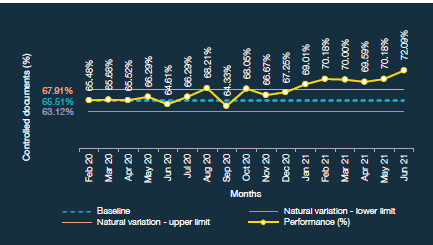 65.48%
65.68%
65.52%
66.29%
64.61%
66.29%
68.21%
64.33%
68.05%
66.67%
67.25%
69.01%
70.18%
70.00%
69.59%
70.18%
72.09%
Controlled documents (%)
67.91%
65.51%
63.12%
Feb 20
Mar 20
Apr 20
May 20
Jun 20
Jul 20
Aug 20
Sep 20
Oct 20
Nov 20
Dec 20
Jan 21
Feb 21
Mar 21
Apr 21
May 21
Jun 21
Months
Baseline
Natural variation - lower limit
Natural variation - upper limit
Performance (%)